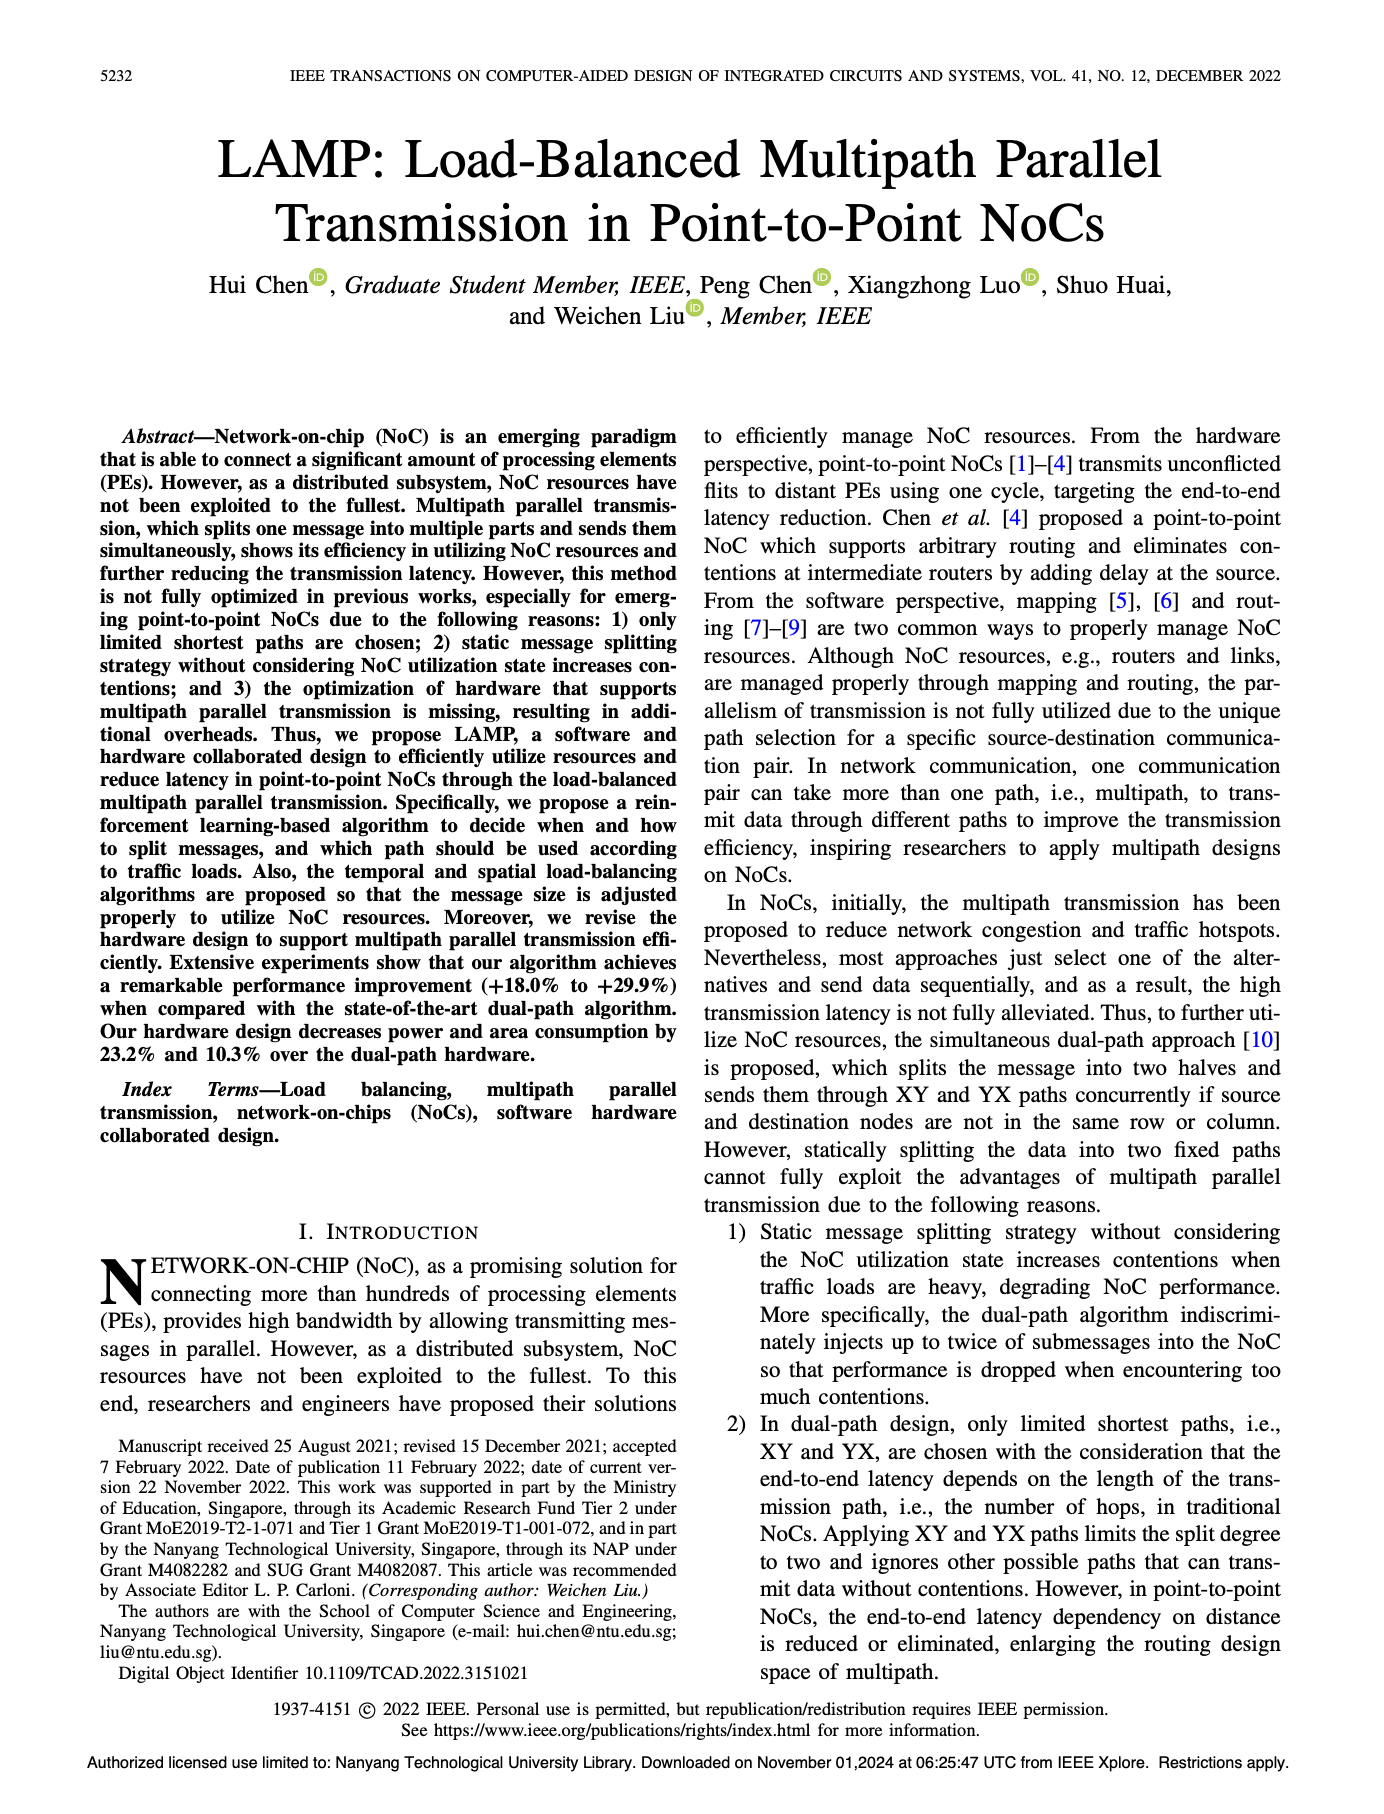 5232
IEEE TRANSACTIONS ON COMPUTER-AIDED DESIGN OF INTEGRATED CIRCUITS AND SYSTEMS, VOL. 41, NO. 12, DECEMBER 2022
LAMP: Load-Balanced Multipath Parallel
Transmission in Point-to-Point NoCs
Hui Chen, Graduate Student Member, IEEE, Peng Chen, Xiangzhong Luo, Shuo Huai,
and Weichen Liu, Member, IEEE
Abstract—Network-on-chip (NoC) is an emerging paradigm
that is able to connect a significant amount of processing elements
(PEs). However, as a distributed subsystem, NoC resources have
not been exploited to the fullest. Multipath parallel transmis-
sion, which splits one message into multiple parts and sends them
simultaneously, shows its efficiency in utilizing NoC resources and
further reducing the transmission latency. However, this method
is not fully optimized in previous works, especially for emerg-
ing point-to-point NoCs due to the following reasons: 1) only
limited shortest paths are chosen; 2) static message splitting
strategy without considering NoC utilization state increases con-
tentions; and 3) the optimization of hardware that supports
multipath parallel transmission is missing, resulting in addi-
tional overheads. Thus, we propose LAMP, a software and
hardware collaborated design to efficiently utilize resources and
reduce latency in point-to-point NoCs through the load-balanced
multipath parallel transmission. Specifically, we propose a rein-
forcement learning-based algorithm to decide when and how
to split messages, and which path should be used according
to traffic loads. Also, the temporal and spatial load-balancing
algorithms are proposed so that the message size is adjusted
properly to utilize NoC resources. Moreover, we revise the
hardware design to support multipath parallel transmission effi-
ciently. Extensive experiments show that our algorithm achieves
a remarkable performance improvement (+18.0% to +29.9%)
when compared with the state-of-the-art dual-path algorithm.
Our hardware design decreases power and area consumption by
23.2% and 10.3% over the dual-path hardware.
Index Terms—Load balancing, multipath parallel
transmission, network-on-chips (NoCs), software hardware
collaborated design.
I. INTRODUCTION
NETWORK-ON-CHIP (NoC), as a promising solution for
connecting more than hundreds of processing elements
(PEs), provides high bandwidth by allowing transmitting mes-
sages in parallel. However, as a distributed subsystem, NoC
resources have not been exploited to the fullest. To this
end, researchers and engineers have proposed their solutions
Manuscript received 25 August 2021; revised 15 December 2021; accepted
7 February 2022. Date of publication 11 February 2022; date of current ver-
sion 22 November 2022. This work was supported in part by the Ministry
of Education, Singapore, through its Academic Research Fund Tier 2 under
Grant MoE2019-T2-1-071 and Tier 1 Grant MoE2019-T1-001-072, and in part
by the Nanyang Technological University, Singapore, through its NAP under
Grant M4082282 and SUG Grant M4082087. This article was recommended
by Associate Editor L. P. Carloni. (Corresponding author: Weichen Liu.)
The authors are with the School of Computer Science and Engineering,
Nanyang Technological University, Singapore (e-mail: hui.chen@ntu.edu.sg;
liu@ntu.edu.sg).
Digital Object Identifier 10.1109/TCAD.2022.3151021
to efficiently manage NoC resources. From the hardware
perspective, point-to-point NoCs [1]–[4] transmits unconflicted
flits to distant PEs using one cycle, targeting the end-to-end
latency reduction. Chen et al. [4] proposed a point-to-point
NoC which supports arbitrary routing and eliminates con-
tentions at intermediate routers by adding delay at the source.
From the software perspective, mapping [5], [6] and rout-
ing [7]–[9] are two common ways to properly manage NoC
resources. Although NoC resources, e.g., routers and links,
are managed properly through mapping and routing, the par-
allelism of transmission is not fully utilized due to the unique
path selection for a specific source-destination communica-
tion pair. In network communication, one communication
pair can take more than one path, i.e., multipath, to trans-
mit data through different paths to improve the transmission
efficiency, inspiring researchers to apply multipath designs
on NoCs.
In NoCs, initially, the multipath transmission has been
proposed to reduce network congestion and traffic hotspots.
Nevertheless, most approaches just select one of the alter-
natives and send data sequentially, and as a result, the high
transmission latency is not fully alleviated. Thus, to further uti-
lize NoC resources, the simultaneous dual-path approach [10]
is proposed, which splits the message into two halves and
sends them through XY and YX paths concurrently if source
and destination nodes are not in the same row or column.
However, statically splitting the data into two fixed paths
cannot fully exploit the advantages of multipath parallel
transmission due to the following reasons.
1) Static message splitting strategy without considering
the NoC utilization state increases contentions when
traffic loads are heavy, degrading NoC performance.
More specifically, the dual-path algorithm indiscrimi-
nately injects up to twice of submessages into the NoC
so that performance is dropped when encountering too
much contentions.
2) In dual-path design, only limited shortest paths, i.e.,
XY and YX, are chosen with the consideration that the
end-to-end latency depends on the length of the trans-
mission path, i.e., the number of hops, in traditional
NoCs. Applying XY and YX paths limits the split degree
to two and ignores other possible paths that can trans-
mit data without contentions. However, in point-to-point
NoCs, the end-to-end latency dependency on distance
is reduced or eliminated, enlarging the routing design
space of multipath.
1937-4151 © 2022 IEEE. Personal use is permitted, but republication/redistribution requires IEEE permission.
See https://www.ieee.org/publications/rights/index.html for more information.
Authorized licensed use limited to: Nanyang Technological University Library. Downloaded on November 01,2024 at 06:25:47 UTC from IEEE Xplore. Restrictions apply.